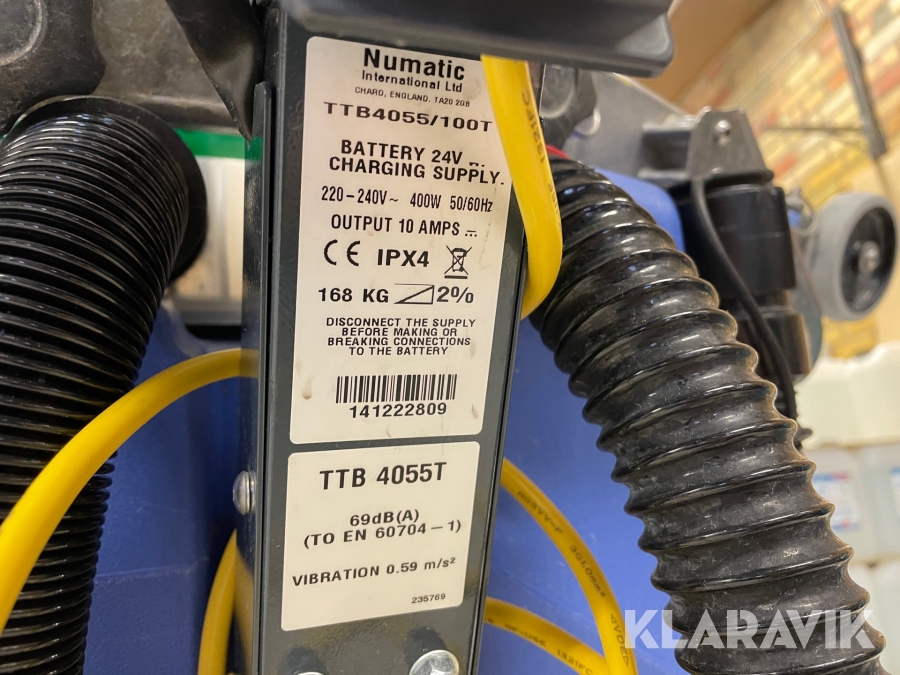 Numatic
International Ltd
CHARD, ENGLAND. TA20 2GB
TTB4055/100T
BATTERY 24V
CHARGING SUPPLY.
220-240V~ 400W 50/60Hz
OUTPUT 10 AMPS
CE IPX4
168 KG 2%
DISCONNECT THE SUPPLY
BEFORE MAKING OR
BREAKING CONNECTIONS
TO THE BATTERY
141222809
TTB 4055T
69dB(A)
(TO EN 60704-1)
VIBRATION 0.59 m/s²
235769
KLARAVIK